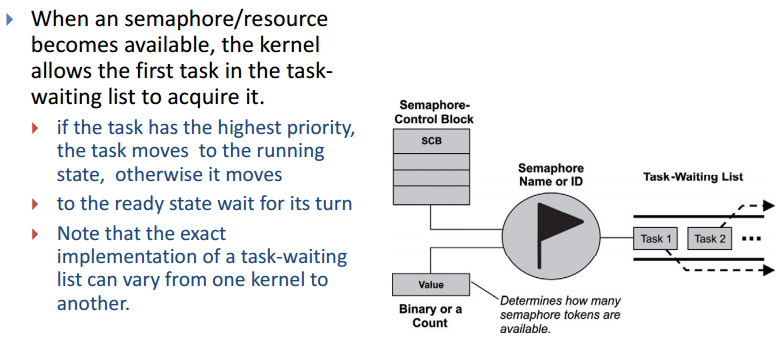 When an semaphore/resource
becomes available, the kernel
allows the first task in the task-
waiting list to acquire it.
if the task has the highest priority,
the task moves to the running
state, otherwise it moves
to the ready state wait for its turn
Note that the exact
implementation of a task-waiting
list can vary from one kernel to
another.
Semaphore-
Control Block
SCB
Semaphore
Name or ID
Task-Waiting List
Task 1
Task 2
Value
Binary or a
Count
Determines how many
semaphore tokens are
available.